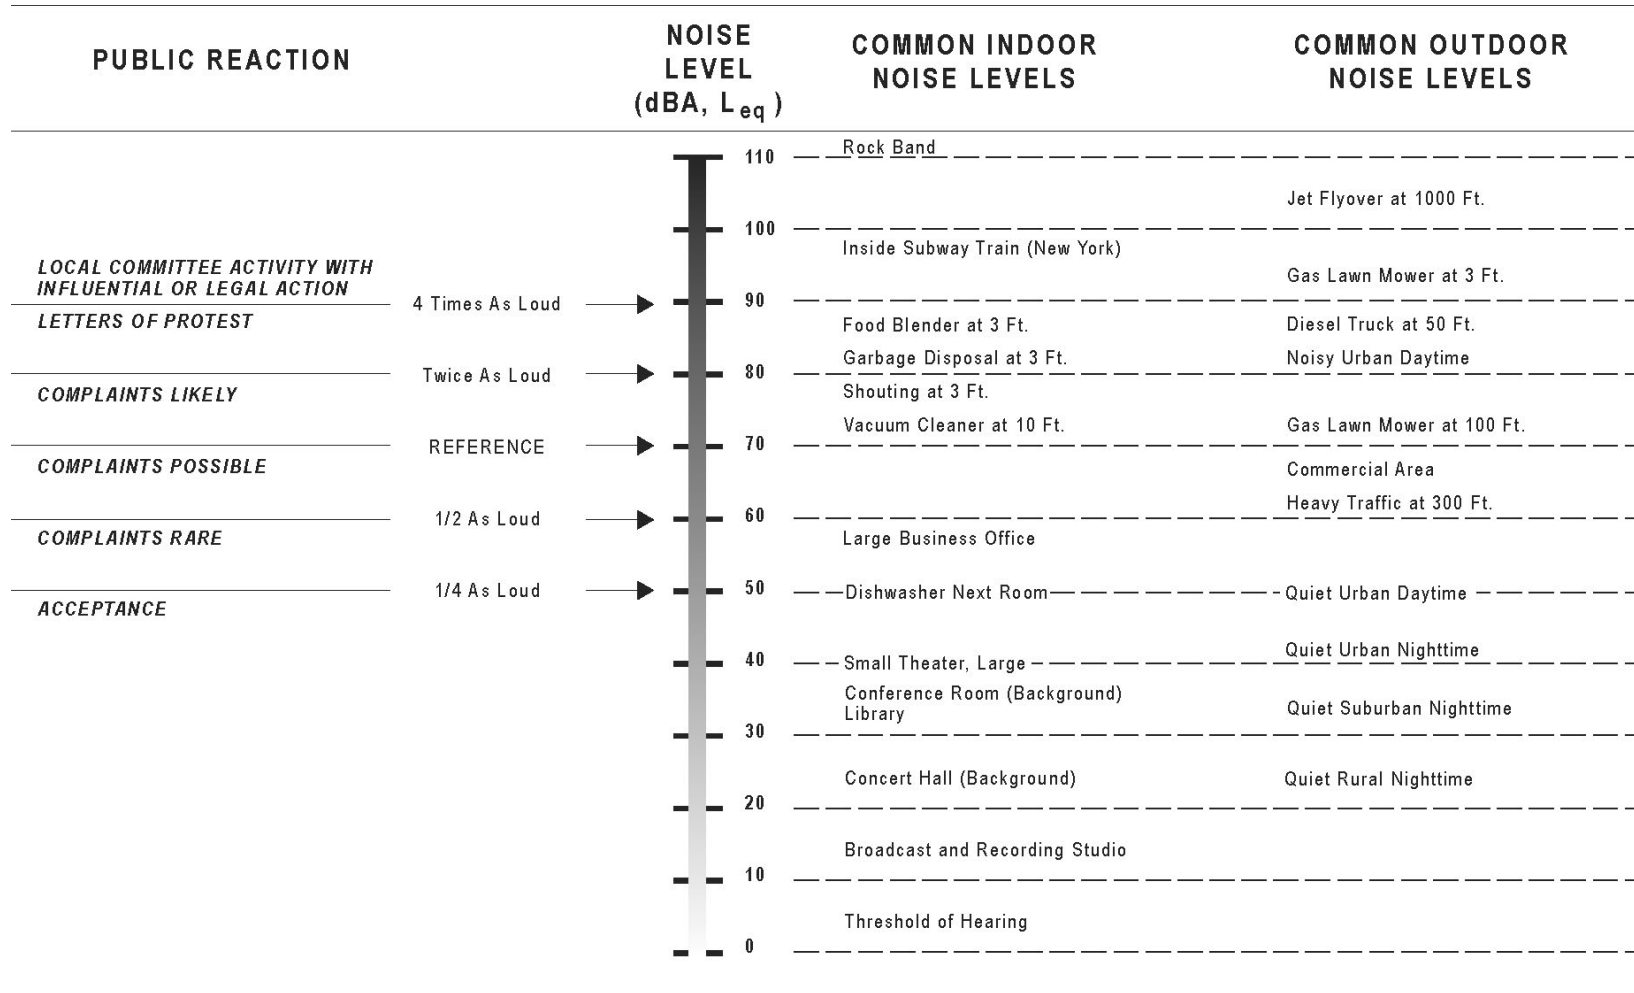 PUBLIC REACTION
NOISE
LEVEL
(dBA, Leq )
COMMON INDOOR
NOISE LEVELS
COMMON OUTDOOR
NOISE LEVELS
110
Rock Band
Jet Flyover at 1000 Ft.
100
Inside Subway Train (New York)
LOCAL COMMITTEE ACTIVITY WITH
INFLUENTIAL OR LEGAL ACTION
Gas Lawn Mower at 3 Ft.
4 Times As Loud
90
LETTERS OF PROTEST
Food Blender at 3 Ft.
Diesel Truck at 50 Ft.
Garbage Disposal at 3 Ft.
Noisy Urban Daytime
Twice As Loud
80
COMPLAINTS LIKELY
Shouting at 3 Ft.
Vacuum Cleaner at 10 Ft.
Gas Lawn Mower at 100 Ft.
REFERENCE
70
COMPLAINTS POSSIBLE
Commercial Area
Heavy Traffic at 300 Ft.
1/2 As Loud
60
COMPLAINTS RARE
Large Business Office
1/4 As Loud
50
Dishwasher Next Room
Quiet Urban Daytime
ACCEPTANCE
Quiet Urban Nighttime
40
Small Theater, Large
Conference Room (Background)
Library
Quiet Suburban Nighttime
30
Concert Hall (Background)
Quiet Rural Nighttime
20
Broadcast and Recording Studio
10
Threshold of Hearing
0